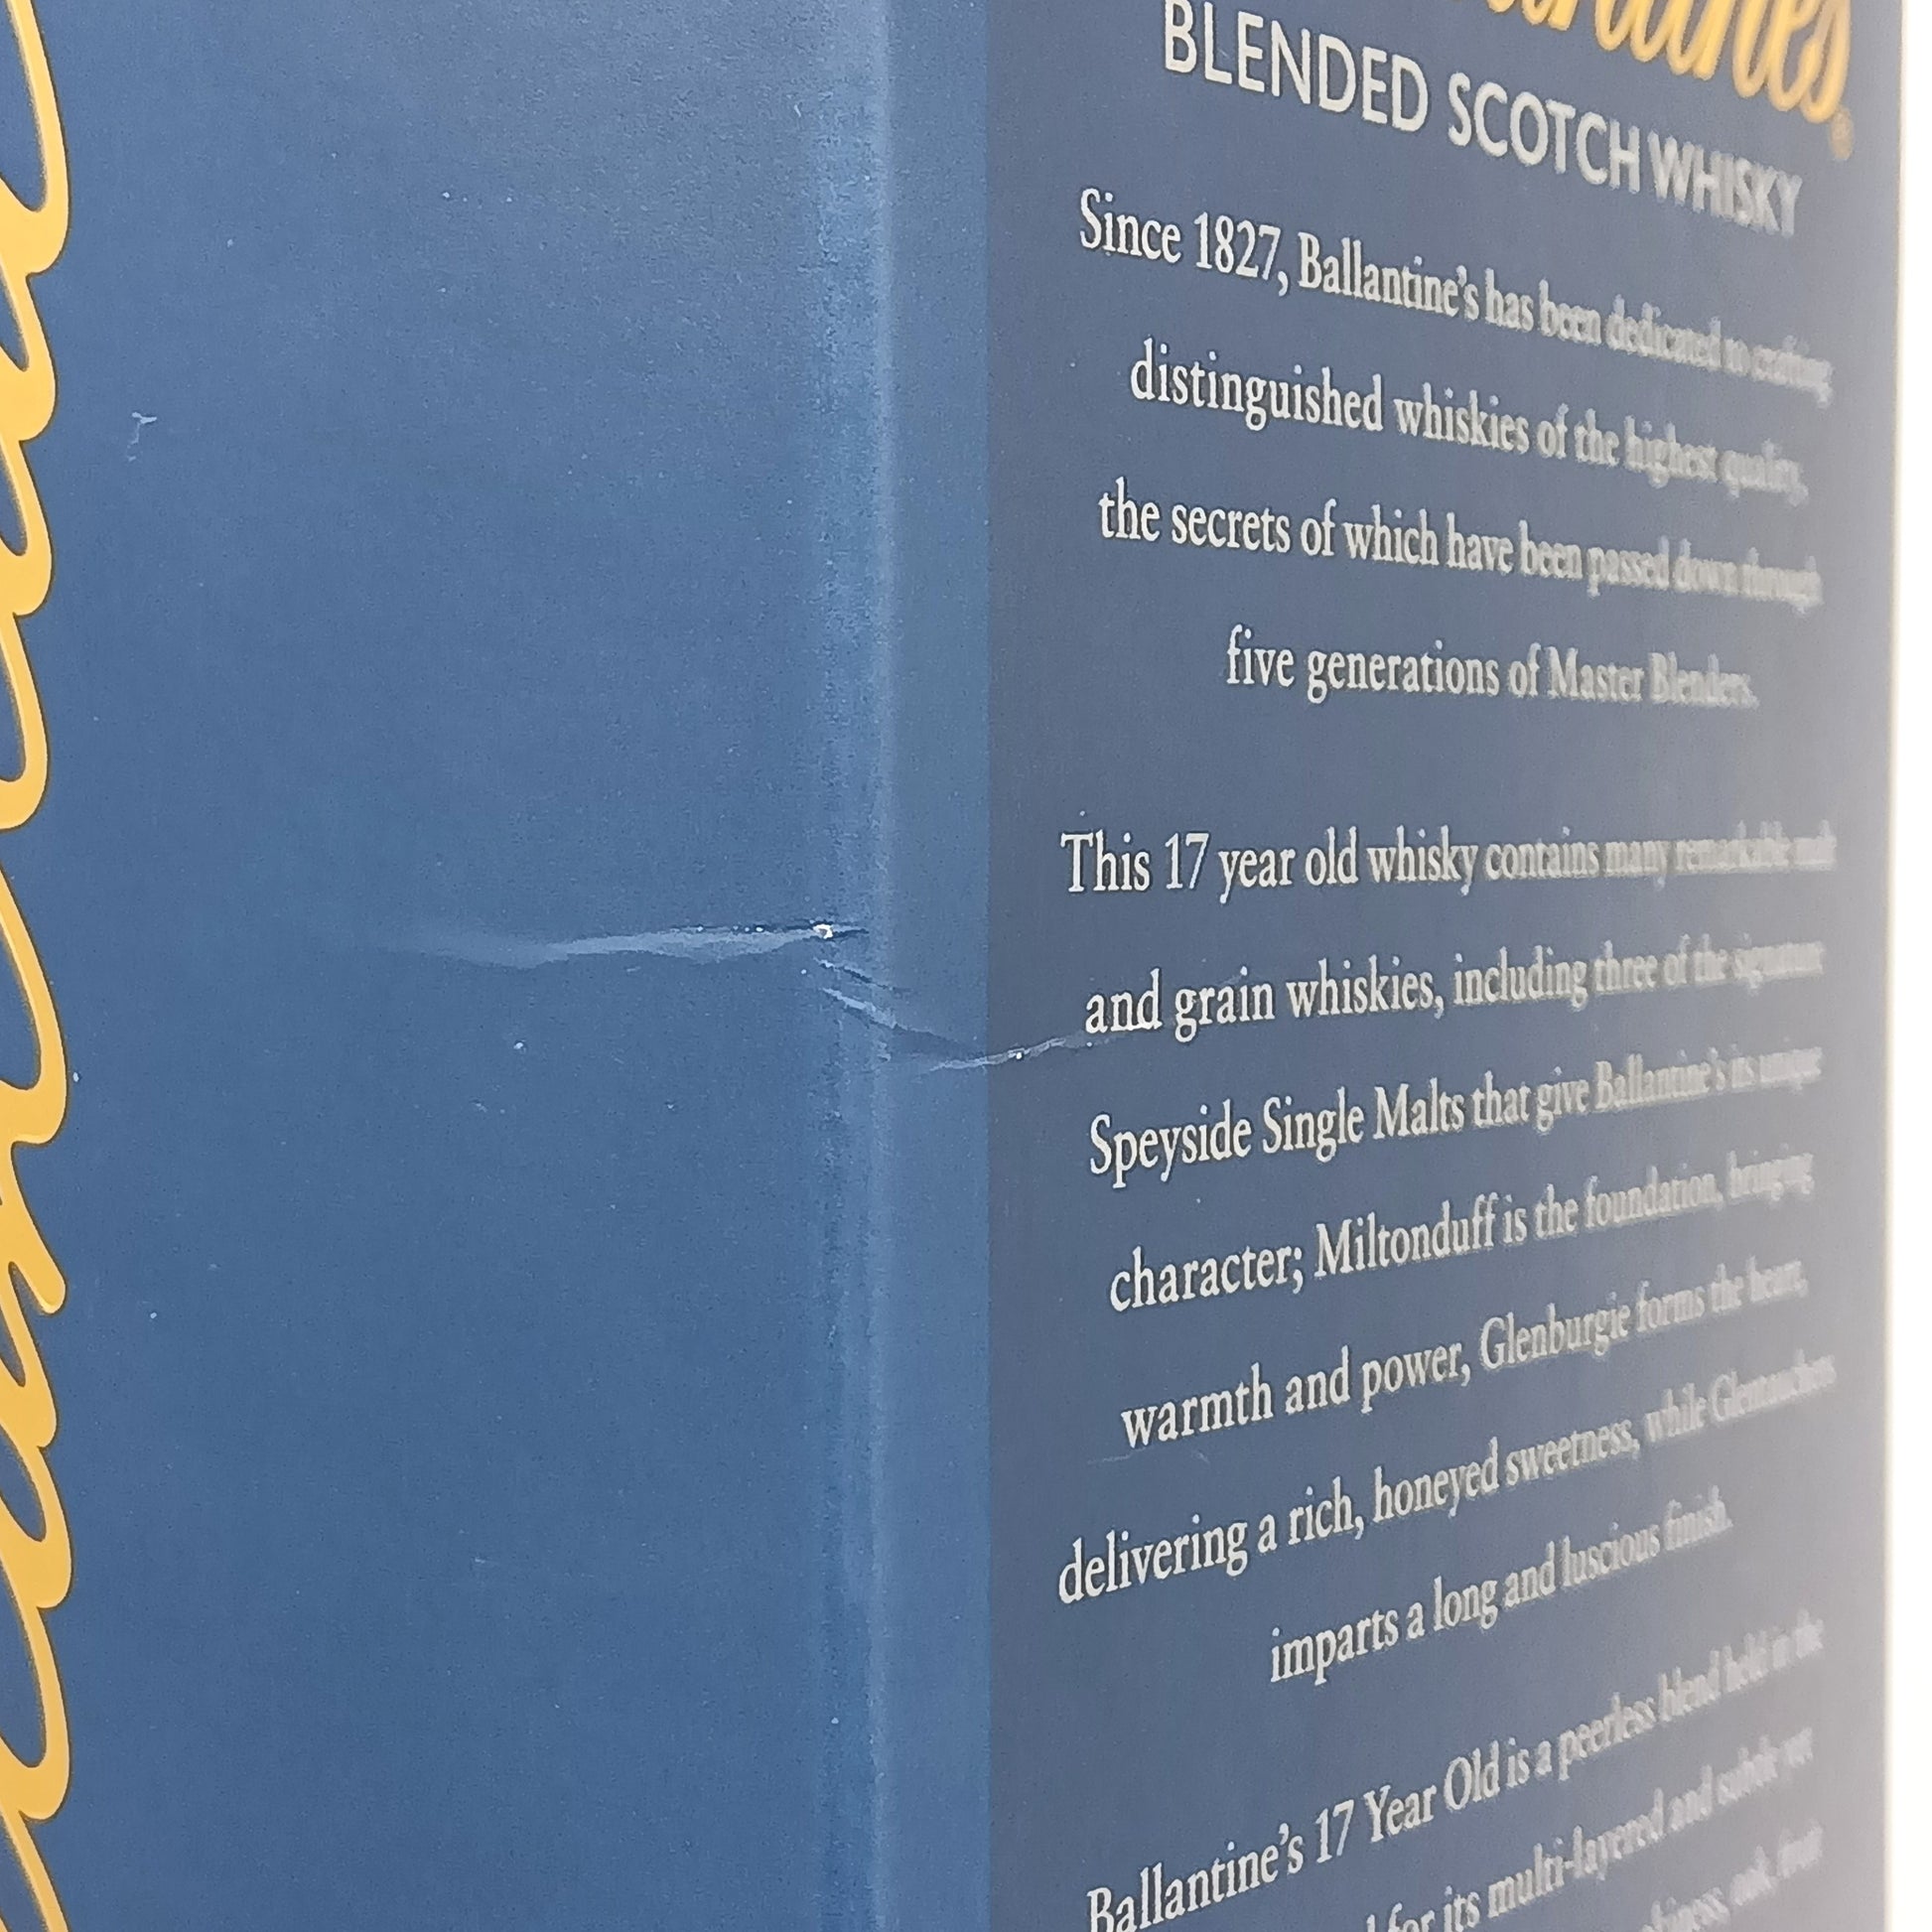 BLENDED SCOTCH WHISKY
Since 1827, Ballantine's has been dedicated to crafting
distinguished whiskies of the highest quality,
the secrets of which have been passed down through
five generations of Master Blenders.
This 17 year old whisky contains many remarkable malt
and grain whiskies, including three of the signature
Speyside Single Malts that give Ballantine's its unique
character; Miltonduff is the foundation, bringing
warmth and power, Glenburgie forms the heart,
delivering a rich, honeyed sweetness, while Glentauchers
imparts a long and luscious finish.
Ballantine's 17 Year Old is a peerless blend held in the
for its multi-layered and subtle yet
oak, fruit